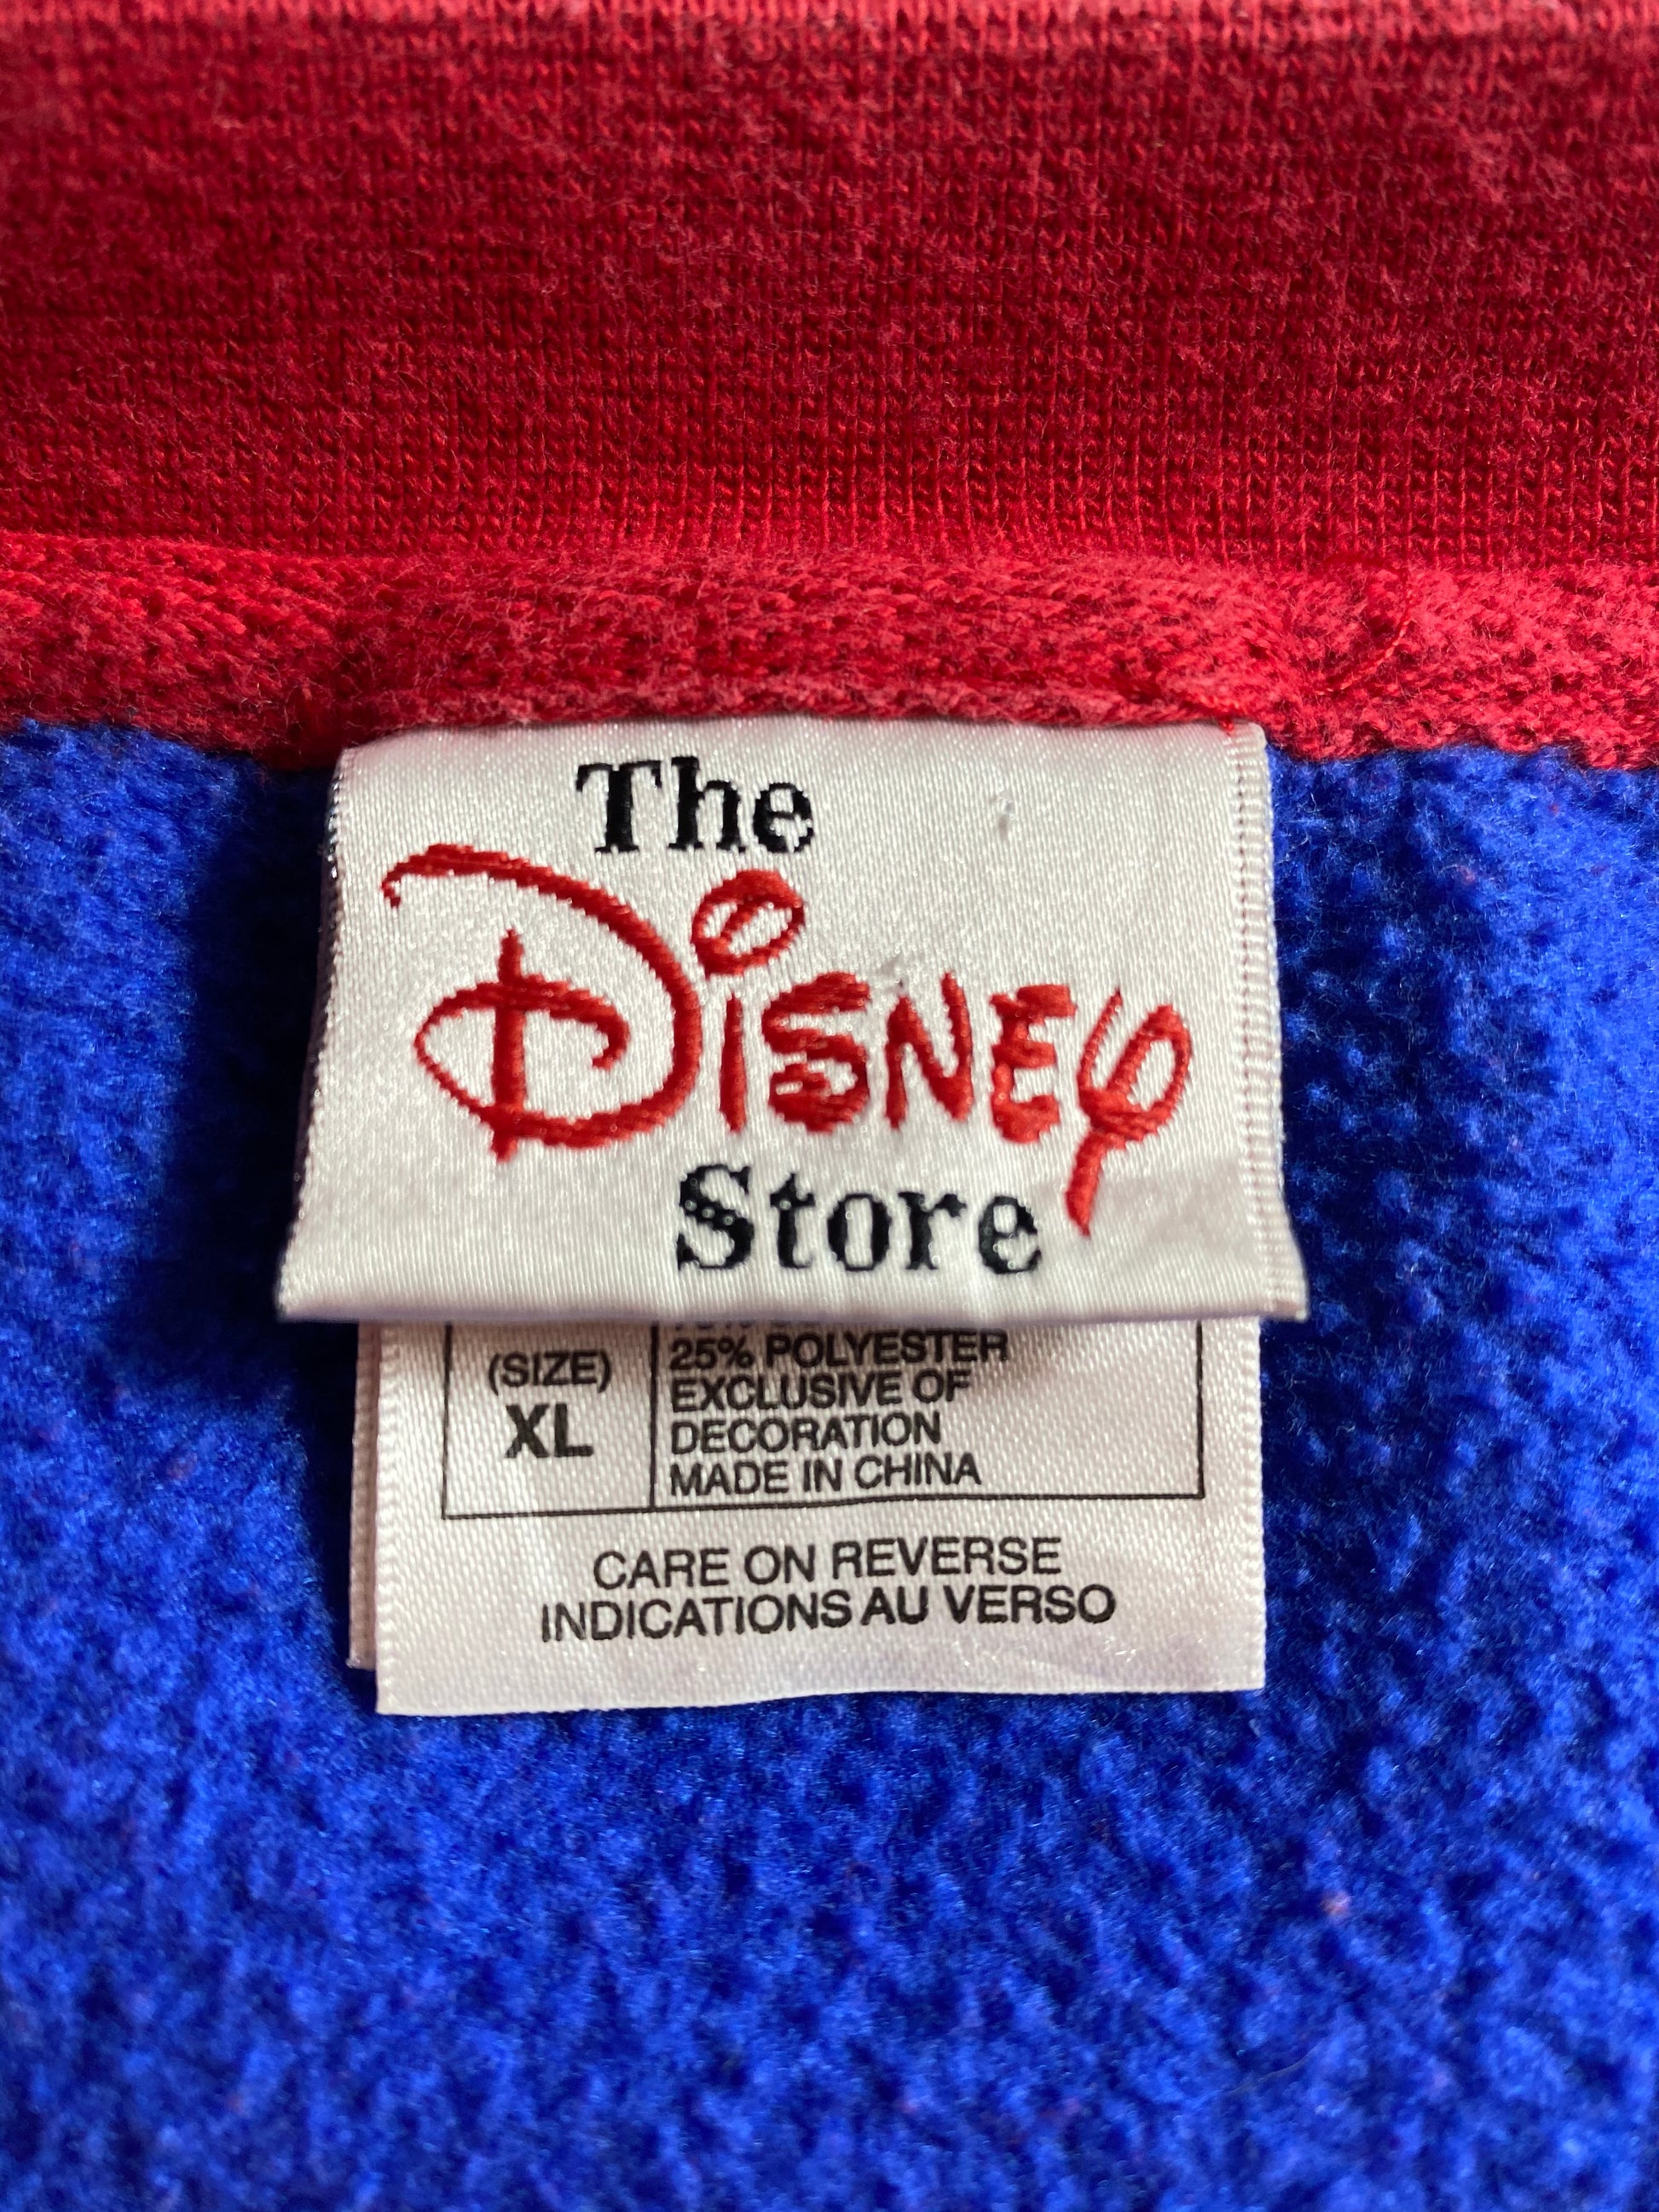 The
Disney
Store
(SIZE)
XL
25% POLYESTER
EXCLUSIVE OF
DECORATION
MADE IN CHINA
CARE ON REVERSE
INDICATIONS AU VERSO